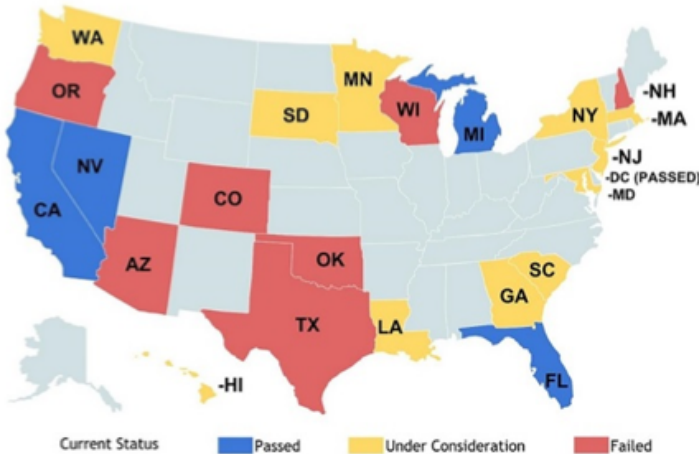 WA
OR
MN
WI
-NH
SD
NY
-MA
MI
NV
-NJ
-DC (PASSED)
CO
-MD
CA
OK
AZ
SC
GA
TX
LA
-HI
FL
Current Status
Passed
Under Consideration
Failed